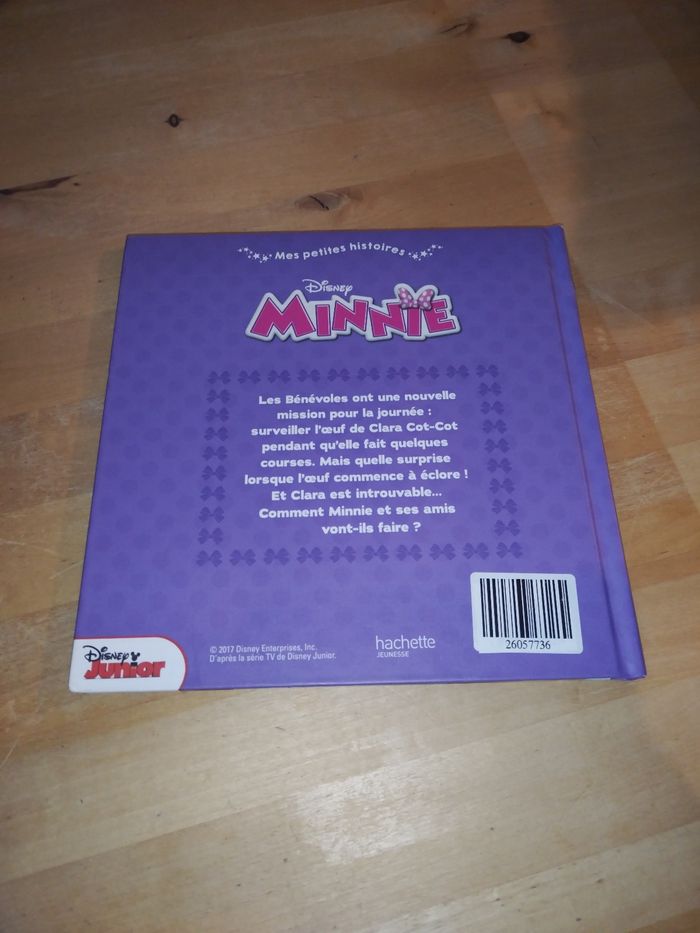 Mes petites histoires
Disney
MINNIE
Les Bénévoles ont une nouvelle
mission pour la journée :
surveiller l'œuf de Clara Cot-Cot
pendant qu'elle fait quelques
courses. Mais quelle surprise
lorsque l'œuf commence à éclore !
Et Clara est introuvable...
Comment Minnie et ses amis
vont-ils faire ?
26057736
Disney
Junior
© 2017 Disney Enterprises, Inc.
D'après la série TV de Disney Junior.
hachette
JEUNESSE